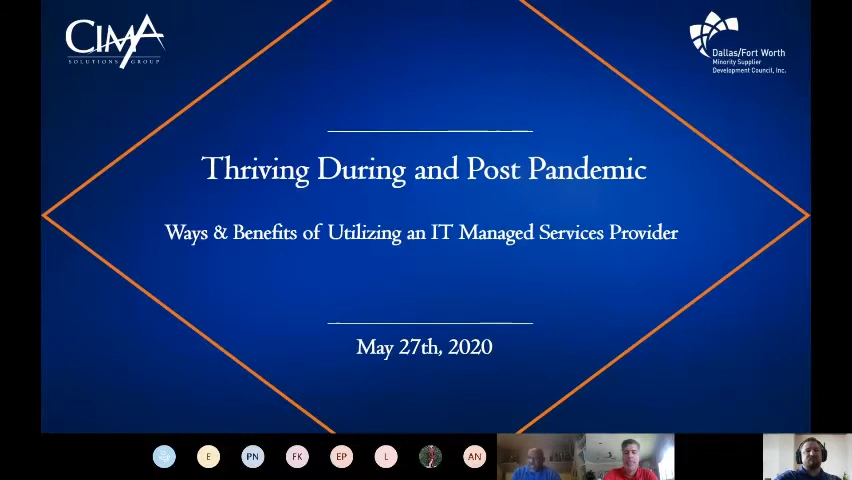 CIMA
SOLUTIONS GROUP
Dallas/Fort Worth
Minority Supplier
Development Council, Inc.
Thriving During and Post Pandemic
Ways & Benefits of Utilizing an IT Managed Services Provider
May 27th, 2020
E
PN
FK
EP
L
AN